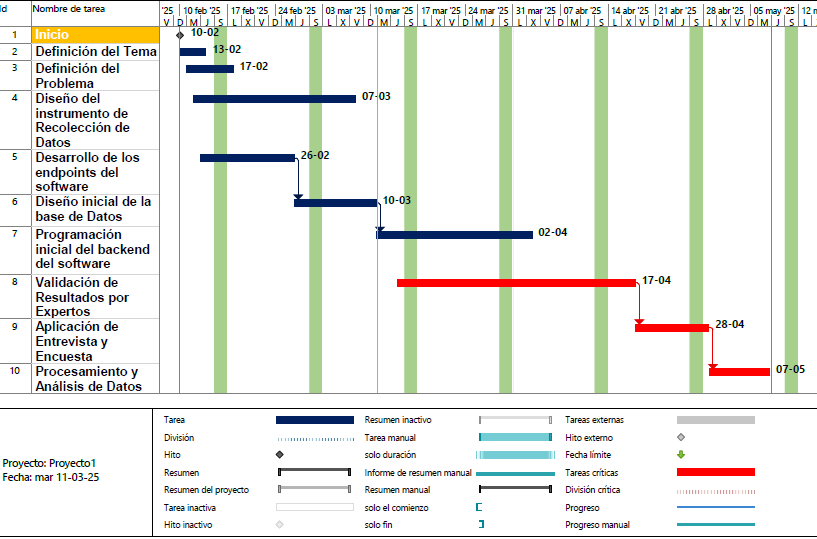 Id Nombre de tarea '25 10 feb '25 17 feb '25 24 feb '25 03 mar '25 10 mar '25 17 mar '25 24 mar '25 31 mar '25 07 abr '25 14 abr '25 21 abr '25 28 abr '25 05 may '25 12 m
V D M J S L X V D M J S L X V D M J S L X V D M J S L X V D M J S L X V D M J S L
1 Inicio 10-02
2 Definición del Tema 13-02
3 Definición del 17-02
Problema
4 Diseño del 07-03
instrumento de
Recolección de
Datos
5 Desarrollo de los 26-02
endpoints del
software
6 Diseño inicial de la 10-03
base de Datos
7 Programación 02-04
inicial del backend
del software
8 Validación de 17-04
Resultados por
Expertos
9 Aplicación de 28-04
Entrevista y
Encuesta
10 Procesamiento y 07-05
Análisis de Datos
Proyecto: Proyecto1
Fecha: mar 11-03-25
Tarea Resumen inactivo Tareas externas
División Tarea manual Hito externo
Hito solo duración Fecha límite
Resumen Informe de resumen manual Tareas críticas
Resumen del proyecto Resumen manual División crítica
Tarea inactiva solo el comienzo Progreso
Hito inactivo solo fin Progreso manual